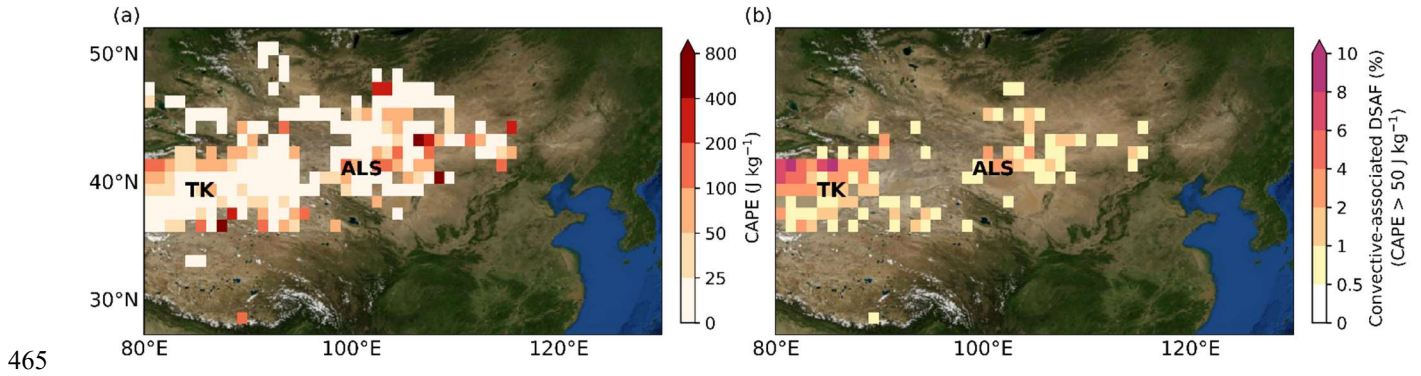 (a)
50°N
40°N
30°N
80°E
100°E
120°E
TK
ALS
800
400
200
100
50
25
0
CAPE (J kg⁻¹)
(b)
80°E
100°E
120°E
TK
ALS
10
8
6
4
2
1
0.5
0
Convective-associated DSAF (%)
(CAPE > 50 J kg⁻¹)
465